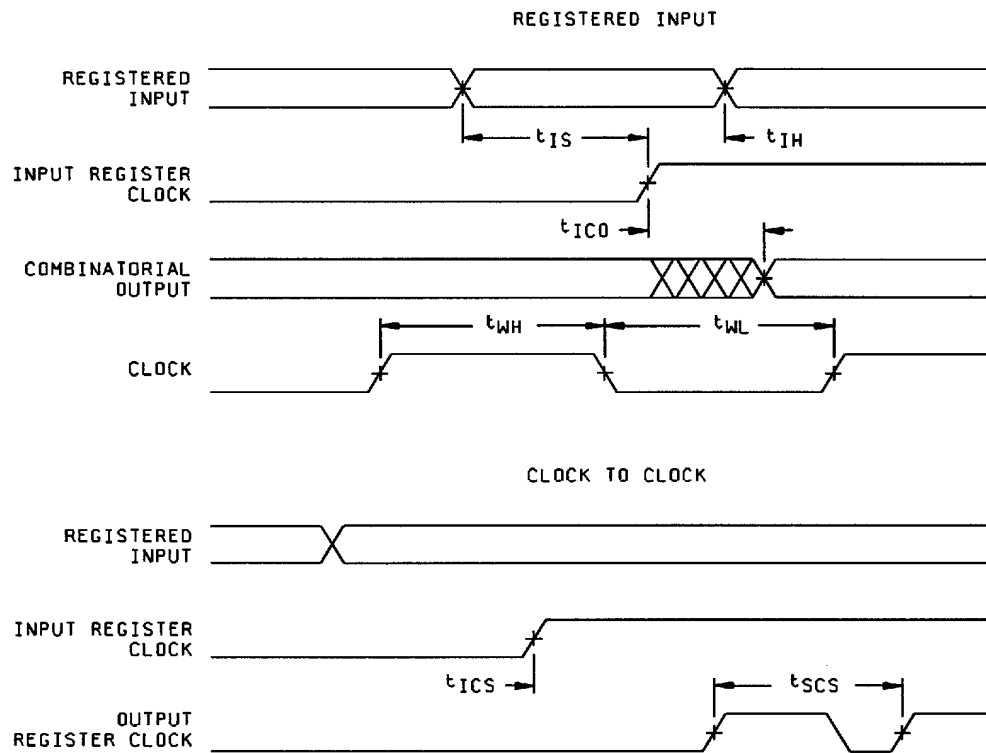 REGISTERED INPUT
REGISTERED
INPUT
tIS
tIH
INPUT REGISTER
CLOCK
tICO
COMBINATORIAL
OUTPUT
tWH
tWL
CLOCK
CLOCK TO CLOCK
REGISTERED
INPUT
INPUT REGISTER
CLOCK
tICS
tSCS
OUTPUT
REGISTER CLOCK